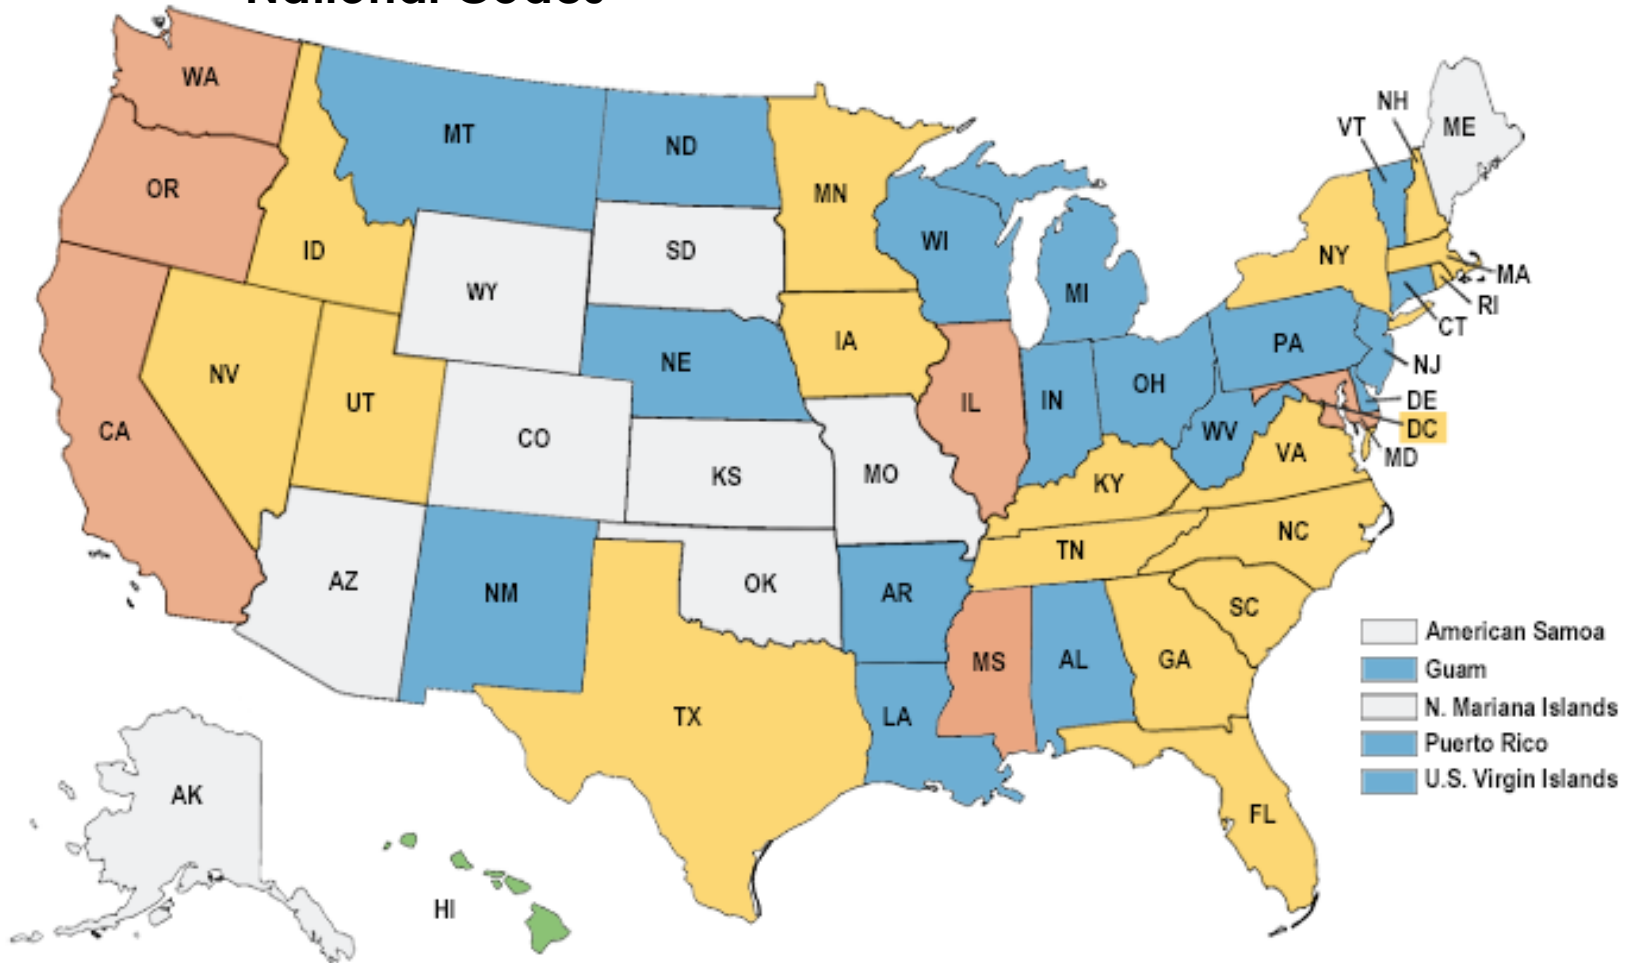 National Codes
WA
OR
CA
ID
NV
UT
MT
WY
CO
AZ
NM
ND
SD
NE
KS
OK
TX
MN
IA
MO
AR
LA
WI
IL
MS
MI
IN
OH
KY
TN
AL
GA
FL
SC
NC
VA
WV
PA
NY
VT
NH
ME
MA
RI
CT
NJ
DE
DC
MD
AK
HI
American Samoa
Guam
N. Mariana Islands
Puerto Rico
U.S. Virgin Islands